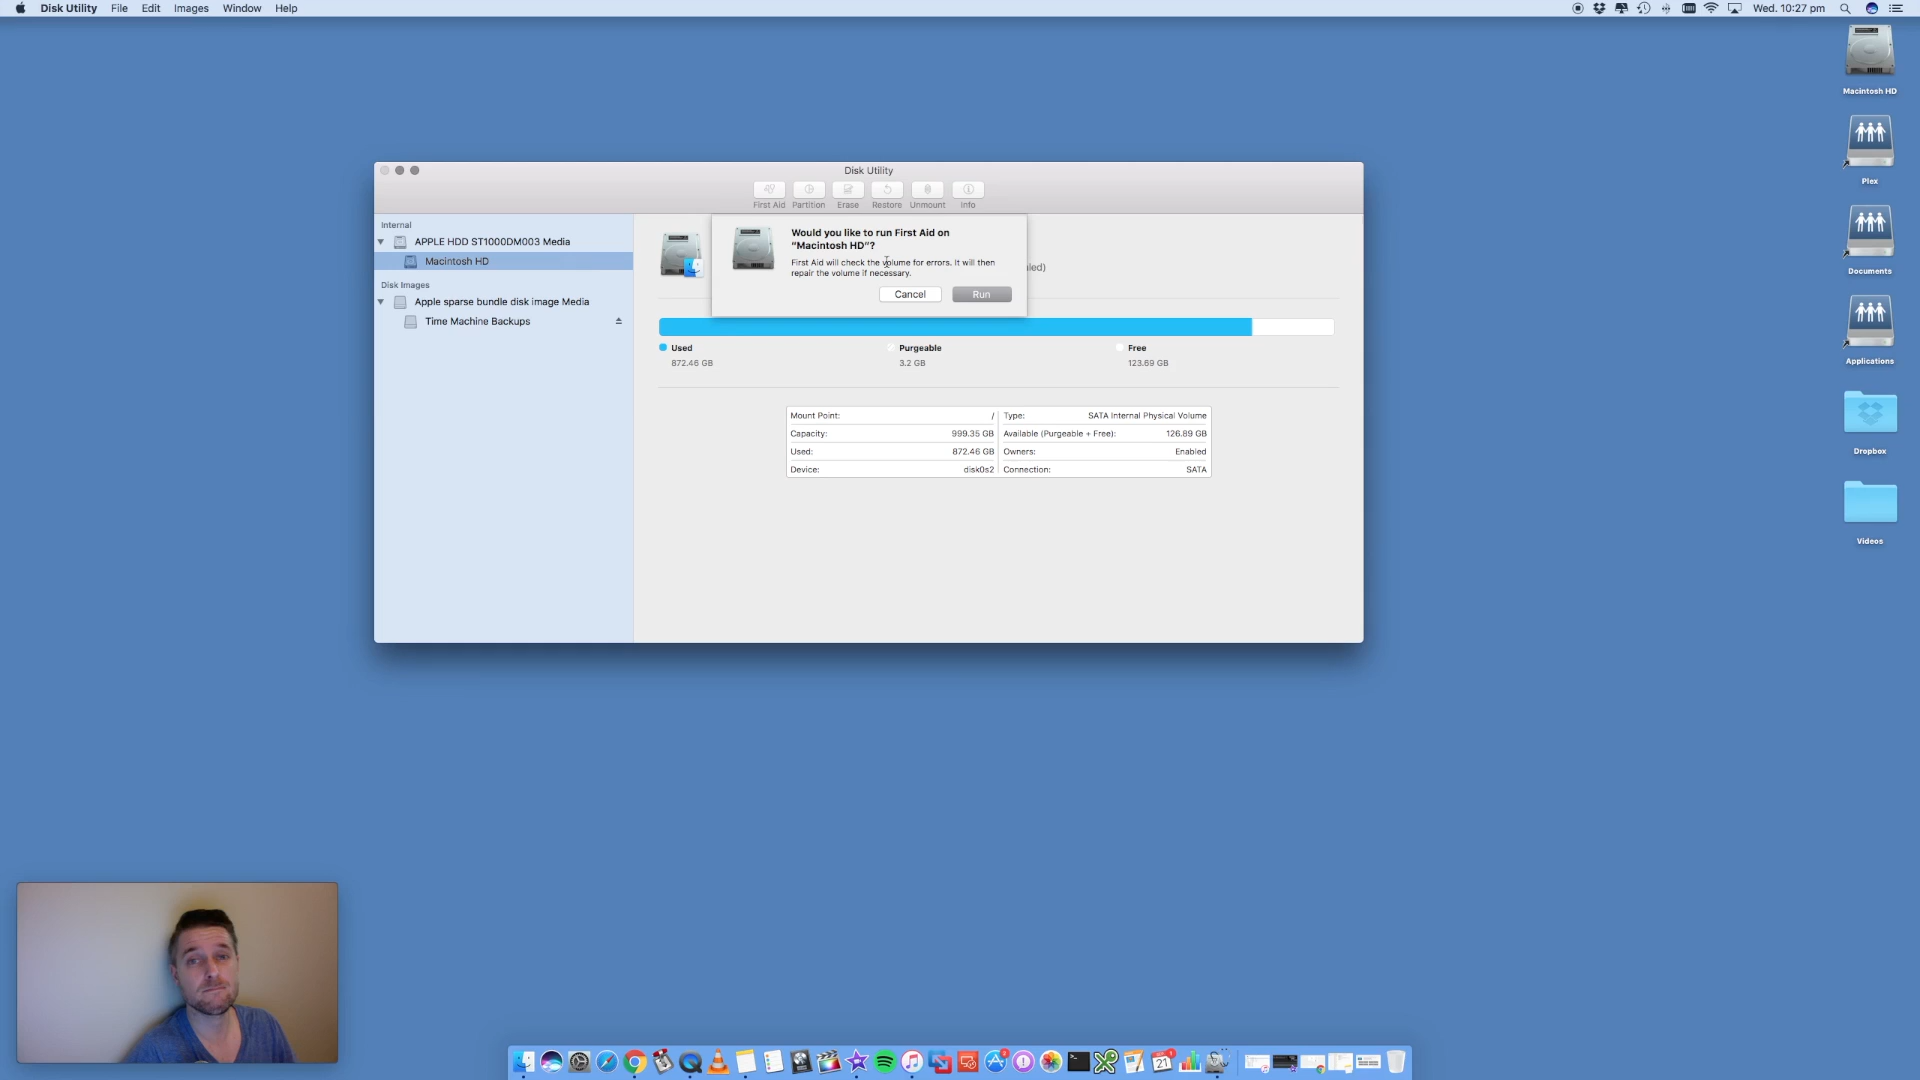 Disk Utility File Edit Images Window Help
Wed. 10:27 pm
Macintosh HD
Plex
Documents
Applications
Dropbox
Videos
Disk Utility
First Aid Partition Erase Restore Unmount Info
Internal
APPLE HDD ST1000DM003 Media
Macintosh HD
Disk Images
Apple sparse bundle disk image Media
Time Machine Backups
Would you like to run First Aid on
“Macintosh HD”?
First Aid will check the volume for errors. It will then
repair the volume if necessary.
Cancel Run
Used Purgeable Free
872.46 GB 3.2 GB 123.69 GB
Mount Point: / Type: SATA Internal Physical Volume
Capacity: 999.35 GB Available (Purgeable + Free): 126.89 GB
Used: 872.46 GB Owners: Enabled
Device: disk0s2 Connection: SATA
21